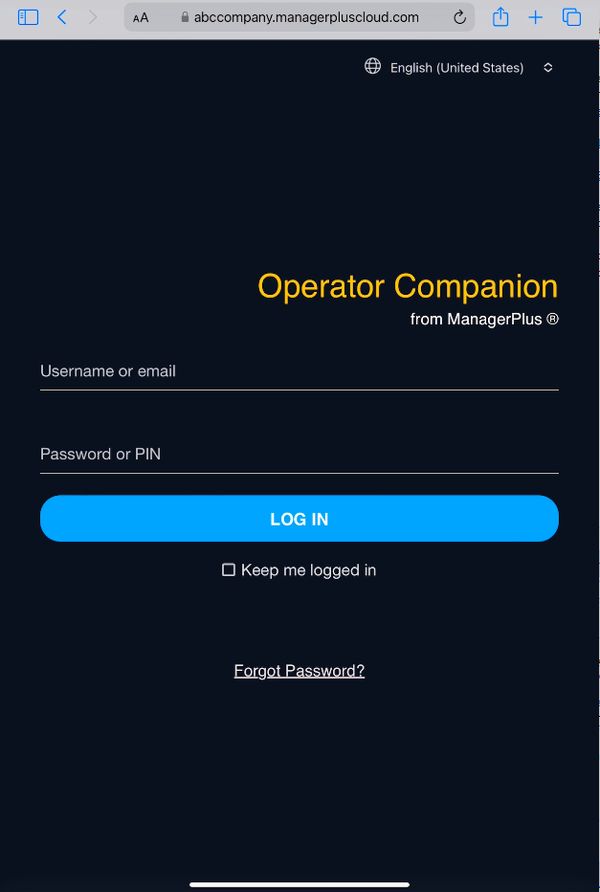 AA abccompany.managerpluscloud.com
English (United States)
Operator Companion
from ManagerPlus ®
Username or email
Password or PIN
LOG IN
Keep me logged in
Forgot Password?